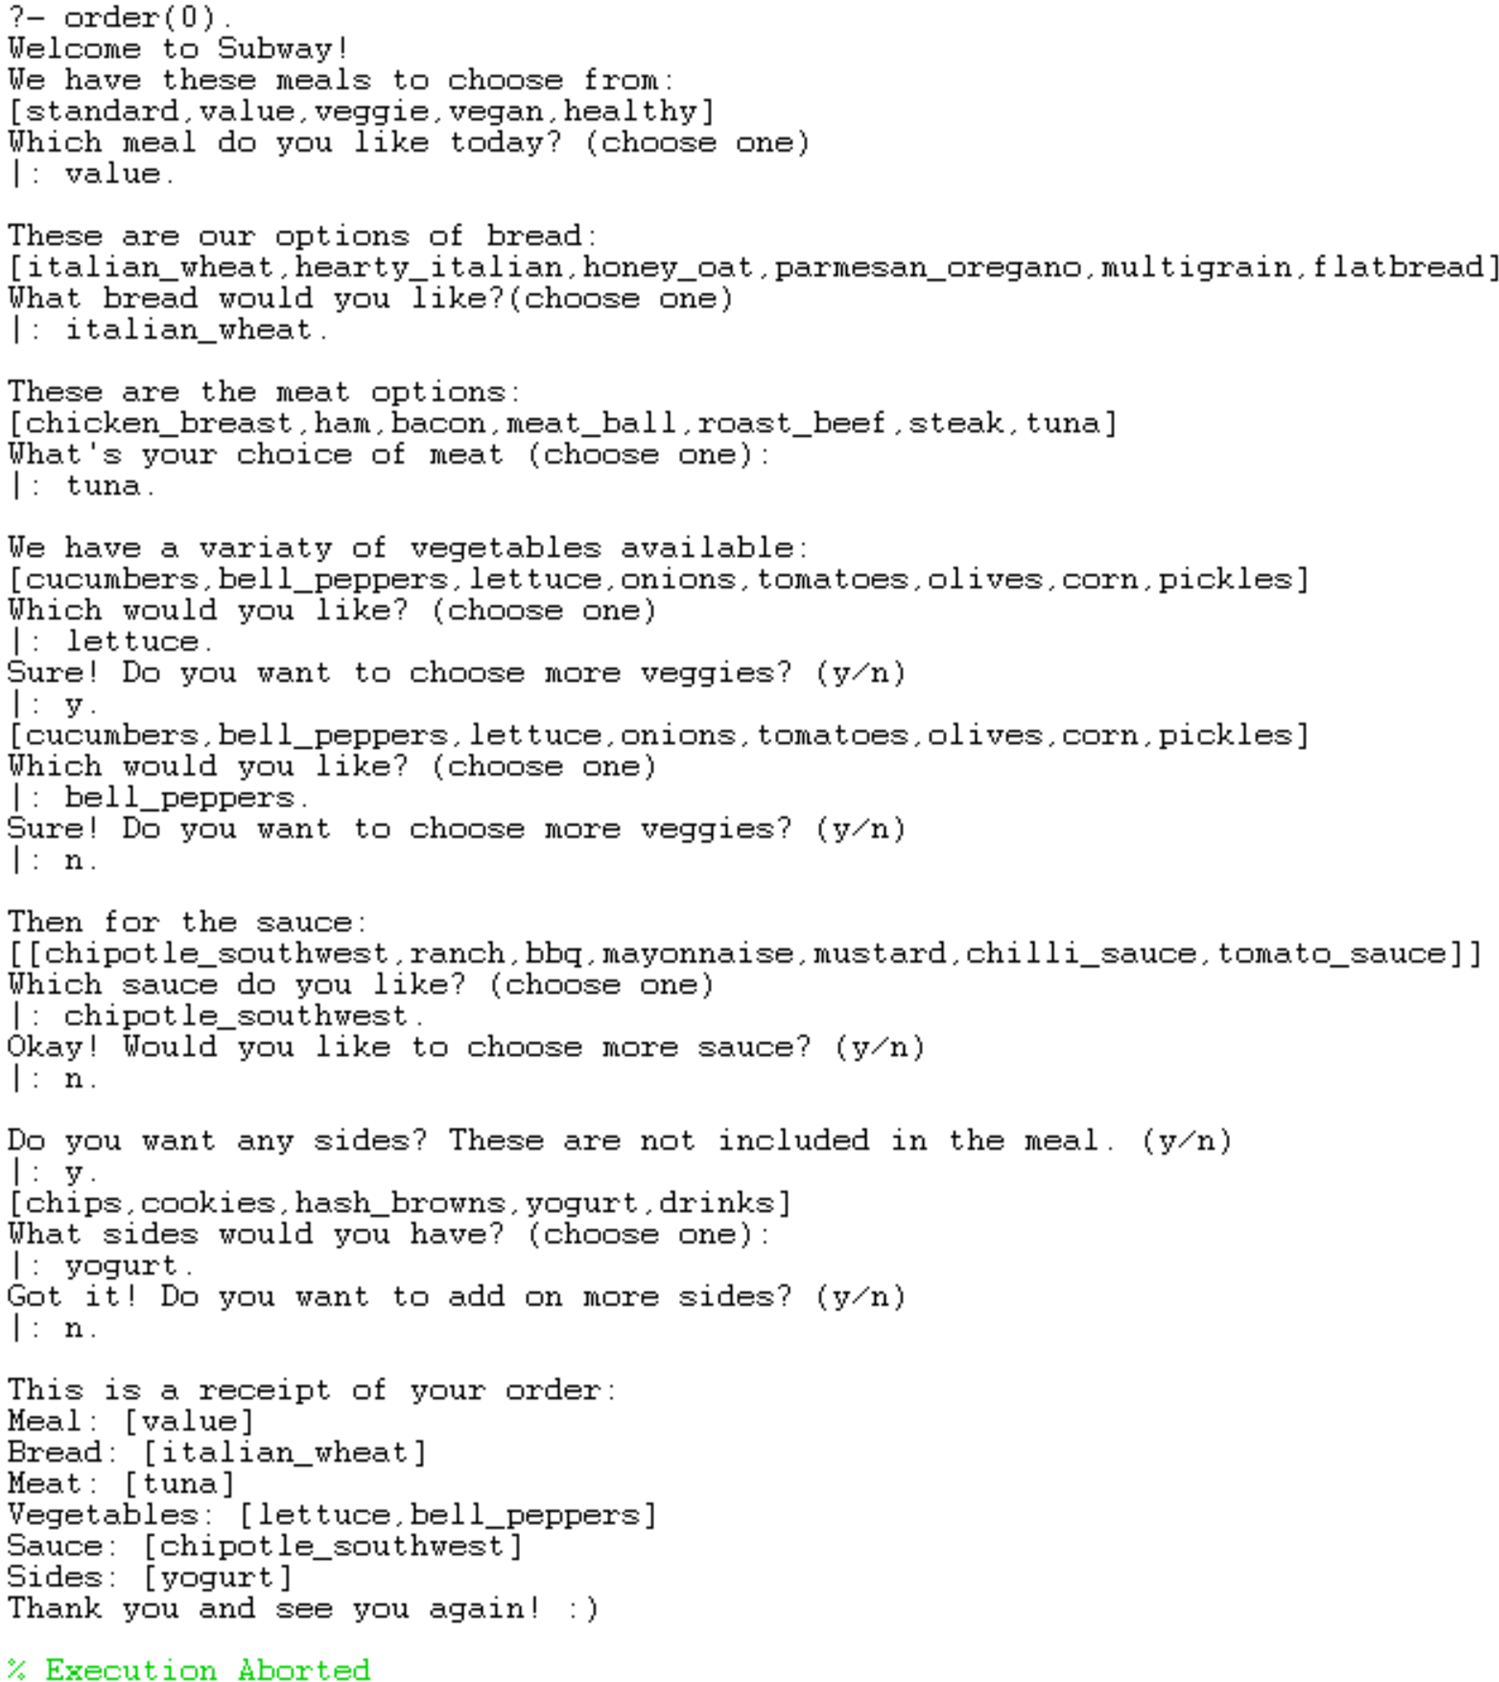 ?- order(0).
Welcome to Subway!
We have these meals to choose from:
[standard,value,veggie,vegan,healthy]
Which meal do you like today? (choose one)
|: value.
These are our options of bread:
[italian_wheat,hearty_italian,honey_oat,parmesan_oregano,multigrain,flatbread]
What bread would you like?(choose one)
|: italian_wheat.
These are the meat options:
[chicken_breast,ham,bacon,meat_ball,roast_beef,steak,tuna]
What's your choice of meat (choose one):
|: tuna.
We have a variaty of vegetables available:
[cucumbers,bell_peppers,lettuce,onions,tomatoes,olives,corn,pickles]
Which would you like? (choose one)
|: lettuce.
Sure! Do you want to choose more veggies? (y/n)
|: y.
[cucumbers,bell_peppers,lettuce,onions,tomatoes,olives,corn,pickles]
Which would you like? (choose one)
|: bell_peppers.
Sure! Do you want to choose more veggies? (y/n)
|: n.
Then for the sauce:
[[chipotle_southwest,ranch,bbq,mayonnaise,mustard,chilli_sauce,tomato_sauce]]
Which sauce do you like? (choose one)
|: chipotle_southwest.
Okay! Would you like to choose more sauce? (y/n)
|: n.
Do you want any sides? These are not included in the meal. (y/n)
|: y.
[chips,cookies,hash_browns,yogurt,drinks]
What sides would you have? (choose one):
|: yogurt.
Got it! Do you want to add on more sides? (y/n)
|: n.
This is a receipt of your order:
Meal: [value]
Bread: [italian_wheat]
Meat: [tuna]
Vegetables: [lettuce,bell_peppers]
Sauce: [chipotle_southwest]
Sides: [yogurt]
Thank you and see you again! :)
% Execution Aborted